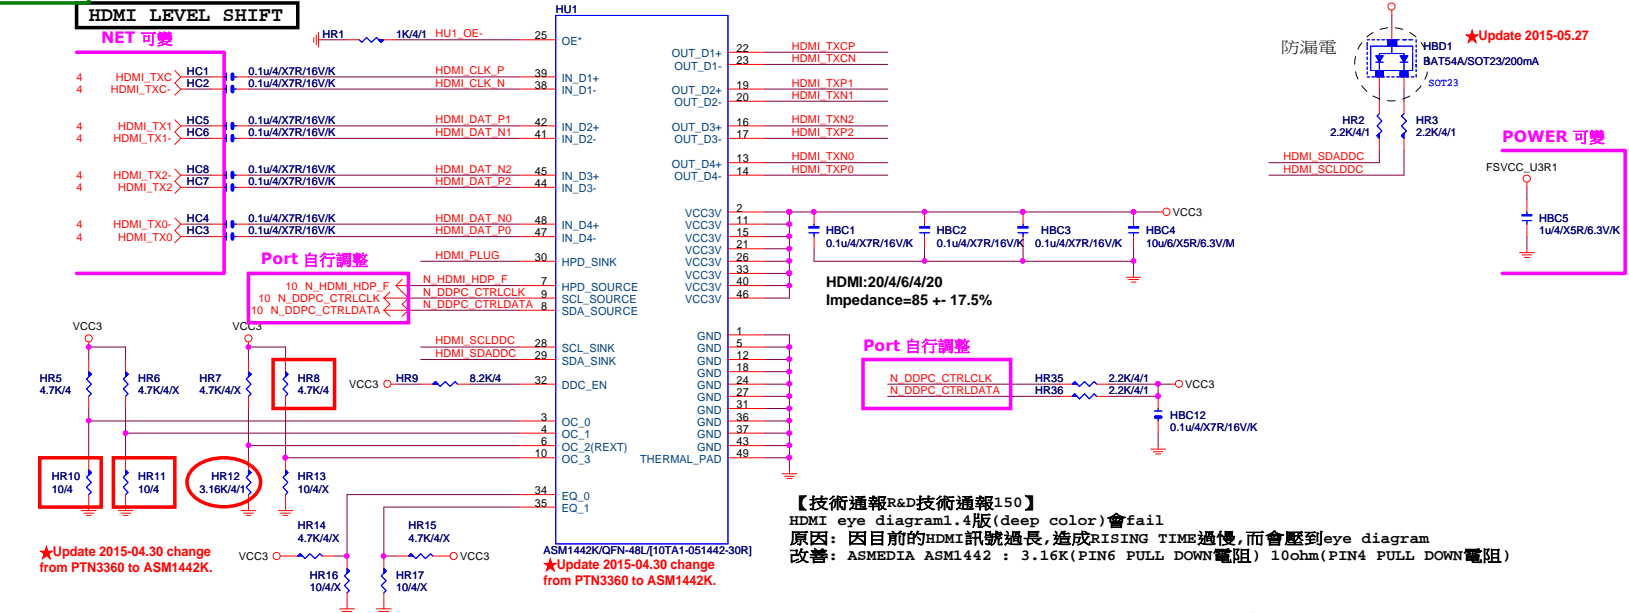 HDMI LEVEL SHIFT
NET 可變
4 HDMI_TXC HC1 0.1u/4/X7R/16V/K HDMI_CLK_P
4 HDMI_TXC- HC2 0.1u/4/X7R/16V/K HDMI_CLK_N
4 HDMI_TX1 HC5 0.1u/4/X7R/16V/K HDMI_DAT_P1
4 HDMI_TX1- HC6 0.1u/4/X7R/16V/K HDMI_DAT_N1
4 HDMI_TX2- HC8 0.1u/4/X7R/16V/K HDMI_DAT_N2
4 HDMI_TX2 HC7 0.1u/4/X7R/16V/K HDMI_DAT_P2
4 HDMI_TX0- HC4 0.1u/4/X7R/16V/K HDMI_DAT_N0
4 HDMI_TX0 HC3 0.1u/4/X7R/16V/K HDMI_DAT_P0
HR1 1K/4/1 HU1_OE-
HU1
25 OE*
39 IN_D1+
38 IN_D1-
42 IN_D2+
41 IN_D2-
45 IN_D3+
44 IN_D3-
48 IN_D4+
47 IN_D4-
HDMI_PLUG 30 HPD_SINK
Port 自行調整
10 N_HDMI_HDP_F N_HDMI_HDP_F 7 HPD_SOURCE
10 N_DDPC_CTRLCLK N_DDPC_CTRLCLK 9 SCL_SOURCE
10 N_DDPC_CTRLDATA N_DDPC_CTRLDATA 8 SDA_SOURCE
HDMI_SCLDDC 28 SCL_SINK
HDMI_SDADDC 29 SDA_SINK
VCC3 HR9 8.2K/4 32 DDC_EN
3 OC_0
4 OC_1
6 OC_2(REXT)
10 OC_3
34 EQ_0
35 EQ_1
OUT_D1+ 22 HDMI_TXCP
OUT_D1- 23 HDMI_TXCN
OUT_D2+ 19 HDMI_TXP1
OUT_D2- 20 HDMI_TXN1
OUT_D3+ 16 HDMI_TXN2
OUT_D3- 17 HDMI_TXP2
OUT_D4+ 13 HDMI_TXN0
OUT_D4- 14 HDMI_TXP0
VCC3V 2
VCC3V 11
VCC3V 15
VCC3V 21
VCC3V 26
VCC3V 33
VCC3V 40
VCC3V 46
GND 1
GND 5
GND 12
GND 18
GND 24
GND 27
GND 31
GND 36
GND 37
GND 43
THERMAL_PAD 49
ASM1442K/QFN-48L/[10TA1-051442-30R]
★Update 2015-04.30 change
from PTN3360 to ASM1442K.
VCC3
HR5
4.7K/4
HR6
4.7K/4/X
VCC3
HR7
4.7K/4/X
HR8
4.7K/4
HR10
10/4
HR11
10/4
HR12
3.16K/4/1
HR13
10/4/X
★Update 2015-04.30 change
from PTN3360 to ASM1442K.
HR14
4.7K/4/X
VCC3
HR16
10/4/X
HR15
4.7K/4/X
VCC3
HR17
10/4/X
VCC3
HBC1
0.1u/4/X7R/16V/K
HBC2
0.1u/4/X7R/16V/K
HBC3
0.1u/4/X7R/16V/K
HBC4
10u/6/X5R/6.3V/M
HDMI:20/4/6/4/20
Impedance=85 +- 17.5%
Port 自行調整
N_DDPC_CTRLCLK HR35 2.2K/4/1 VCC3
N_DDPC_CTRLDATA HR36 2.2K/4/1
HBC12
0.1u/4/X7R/16V/K
防漏電
★Update 2015-05.27
HBD1
BAT54A/SOT23/200mA
SOT23
HR2
2.2K/4/1
HR3
2.2K/4/1
HDMI_SDADDC
HDMI_SCLDDC
POWER 可變
FSVCC_U3R1
HBC5
1u/4/X5R/6.3V/K
【技術通報R&D技術通報150】
HDMI eye diagram1.4版(deep color)會fail
原因: 因目前的HDMI訊號過長,造成RISING TIME過慢,而會壓到eye diagram
改善: ASMEDIA ASM1442 : 3.16K(PIN6 PULL DOWN電阻) 10ohm(PIN4 PULL DOWN電阻)